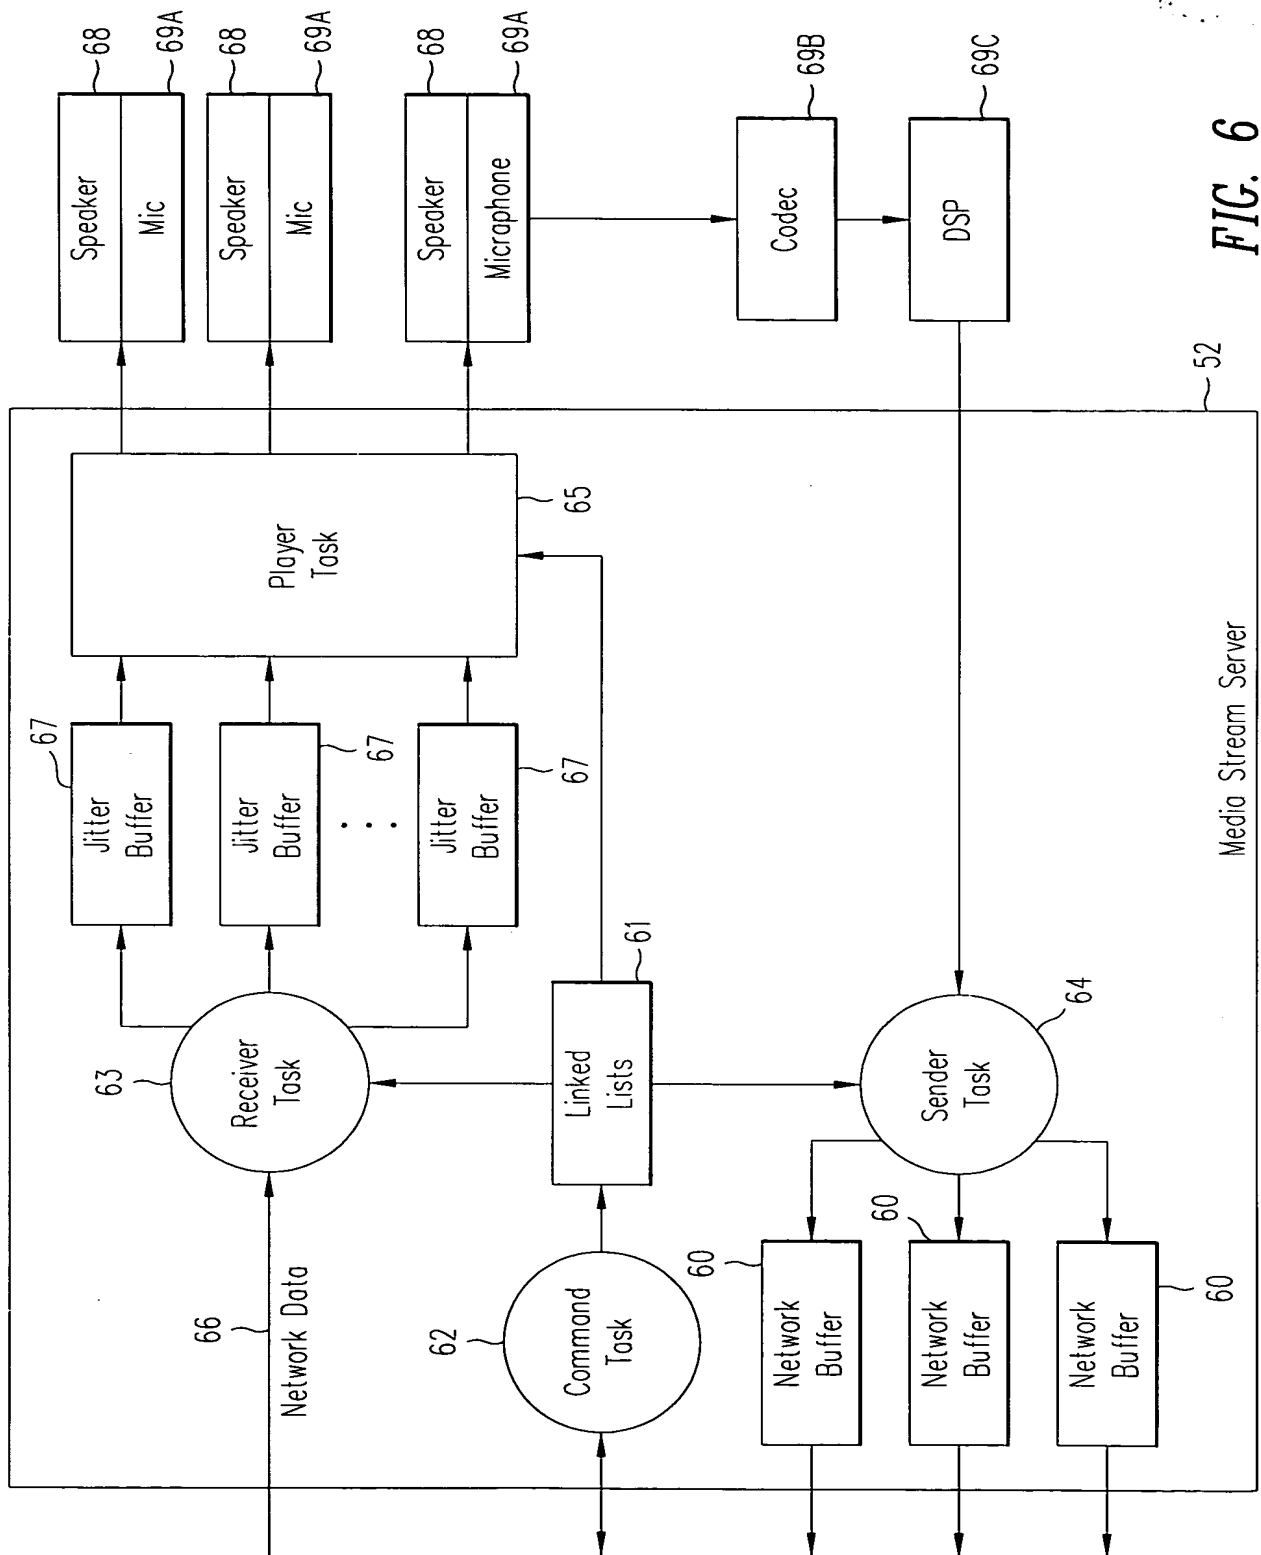 Speaker
Mic
68
69A
Speaker
Mic
68
69A
Speaker
Microphone
68
69A
Codec
69B
DSP
69C
FIG. 6
52
Player
Task
65
Jitter
Buffer
67
Jitter
Buffer
67
. . .
Jitter
Buffer
67
Receiver
Task
63
Linked
Lists
61
Sender
Task
64
Media Stream Server
66
Network Data
Command
Task
62
Network
Buffer
60
Network
Buffer
60
Network
Buffer
60